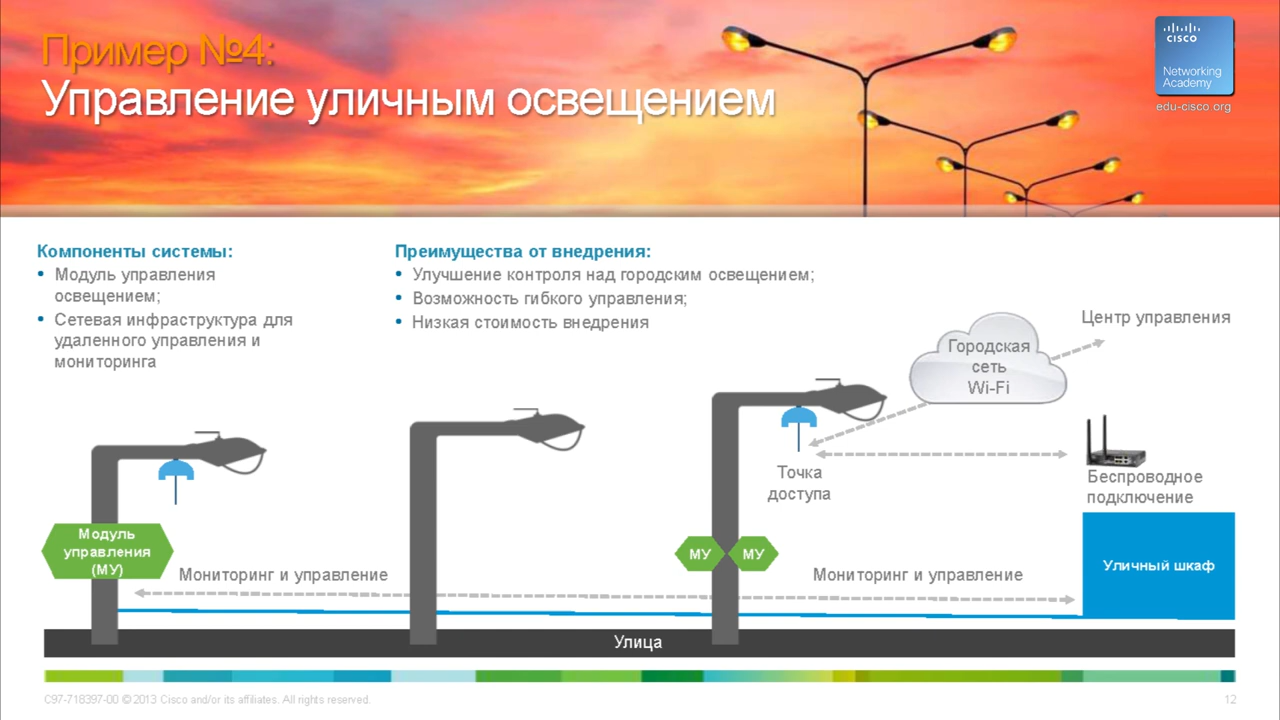 Пример №4:
Управление уличным освещением
cisco
Networking
Academy
edu-cisco.org
Компоненты системы:
• Модуль управления
освещением;
• Сетевая инфраструктура для
удаленного управления и
мониторинга
Преимущества от внедрения:
• Улучшение контроля над городским освещением;
• Возможность гибкого управления;
• Низкая стоимость внедрения
Центр управления
Городская
сеть
Wi-Fi
Точка
доступа
Беспроводное
подключение
Модуль
управления
(МУ)
МУ
МУ
Уличный шкаф
Мониторинг и управление
Мониторинг и управление
Улица
C97-718397-00 © 2013 Cisco and/or its affiliates. All rights reserved.
12